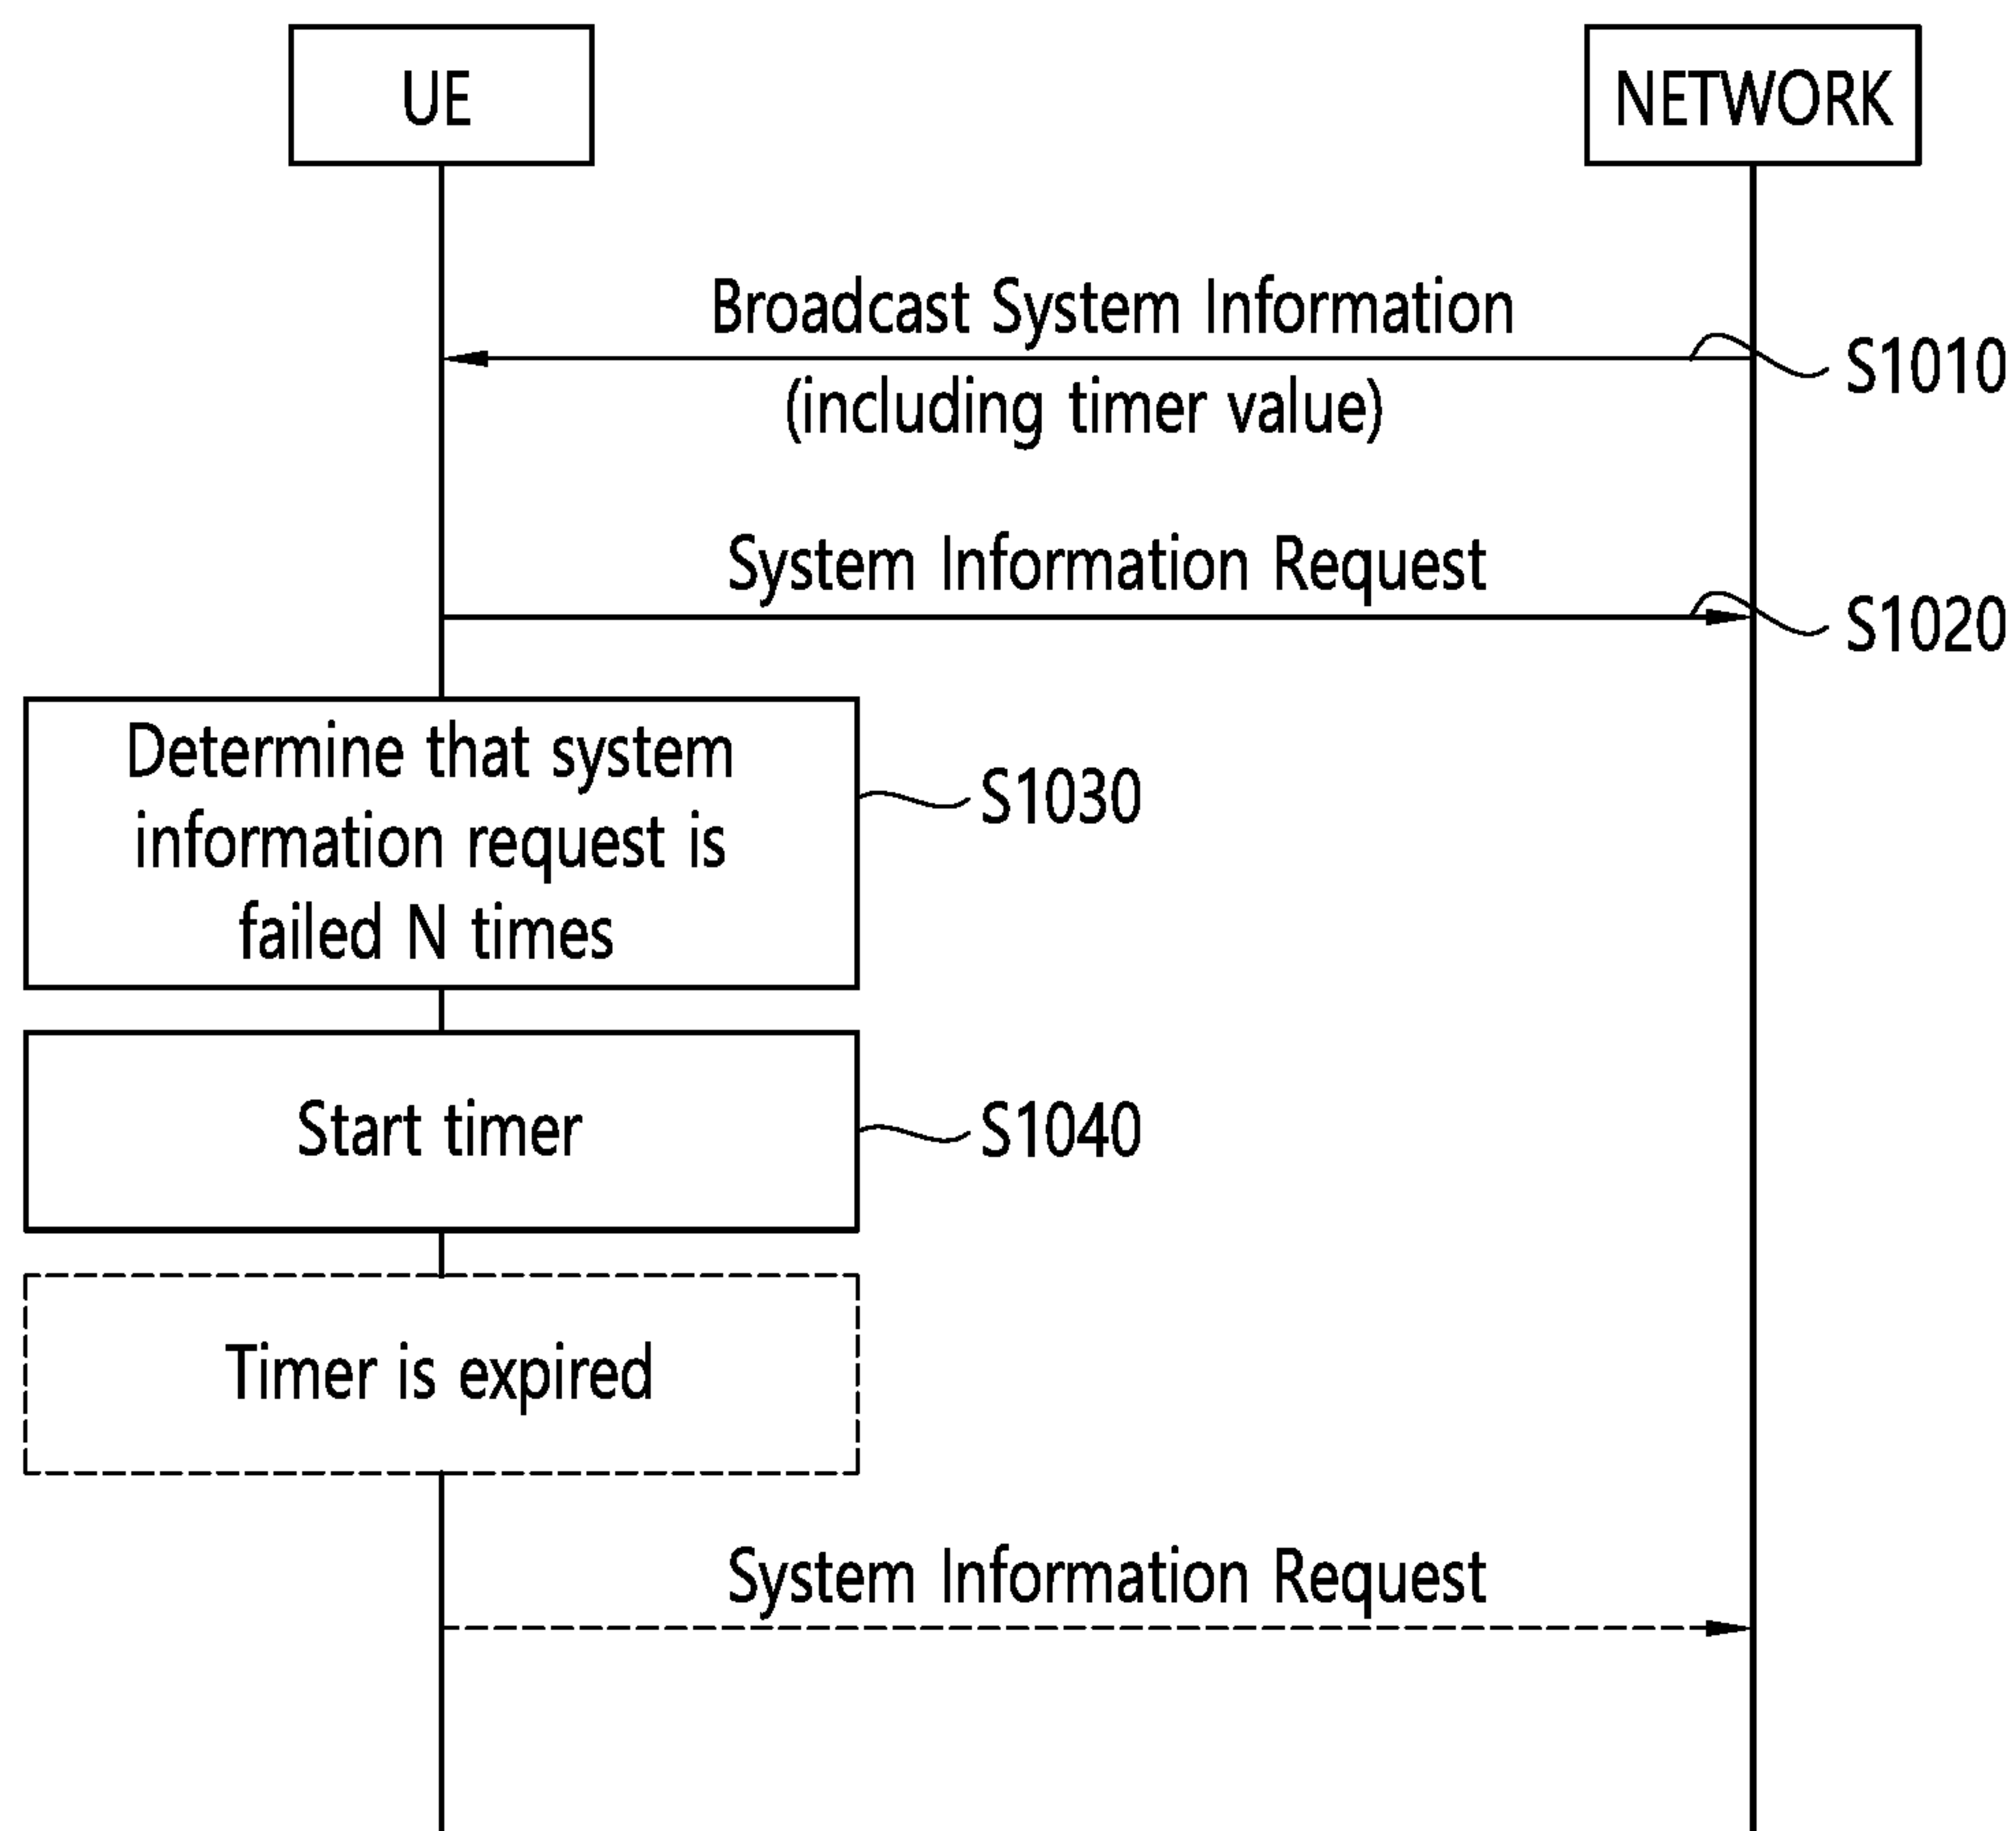 UE
NETWORK
Broadcast System Information
(including timer value)
S1010
System Information Request
S1020
Determine that system
information request is
failed N times
S1030
Start timer
S1040
Timer is expired
System Information Request